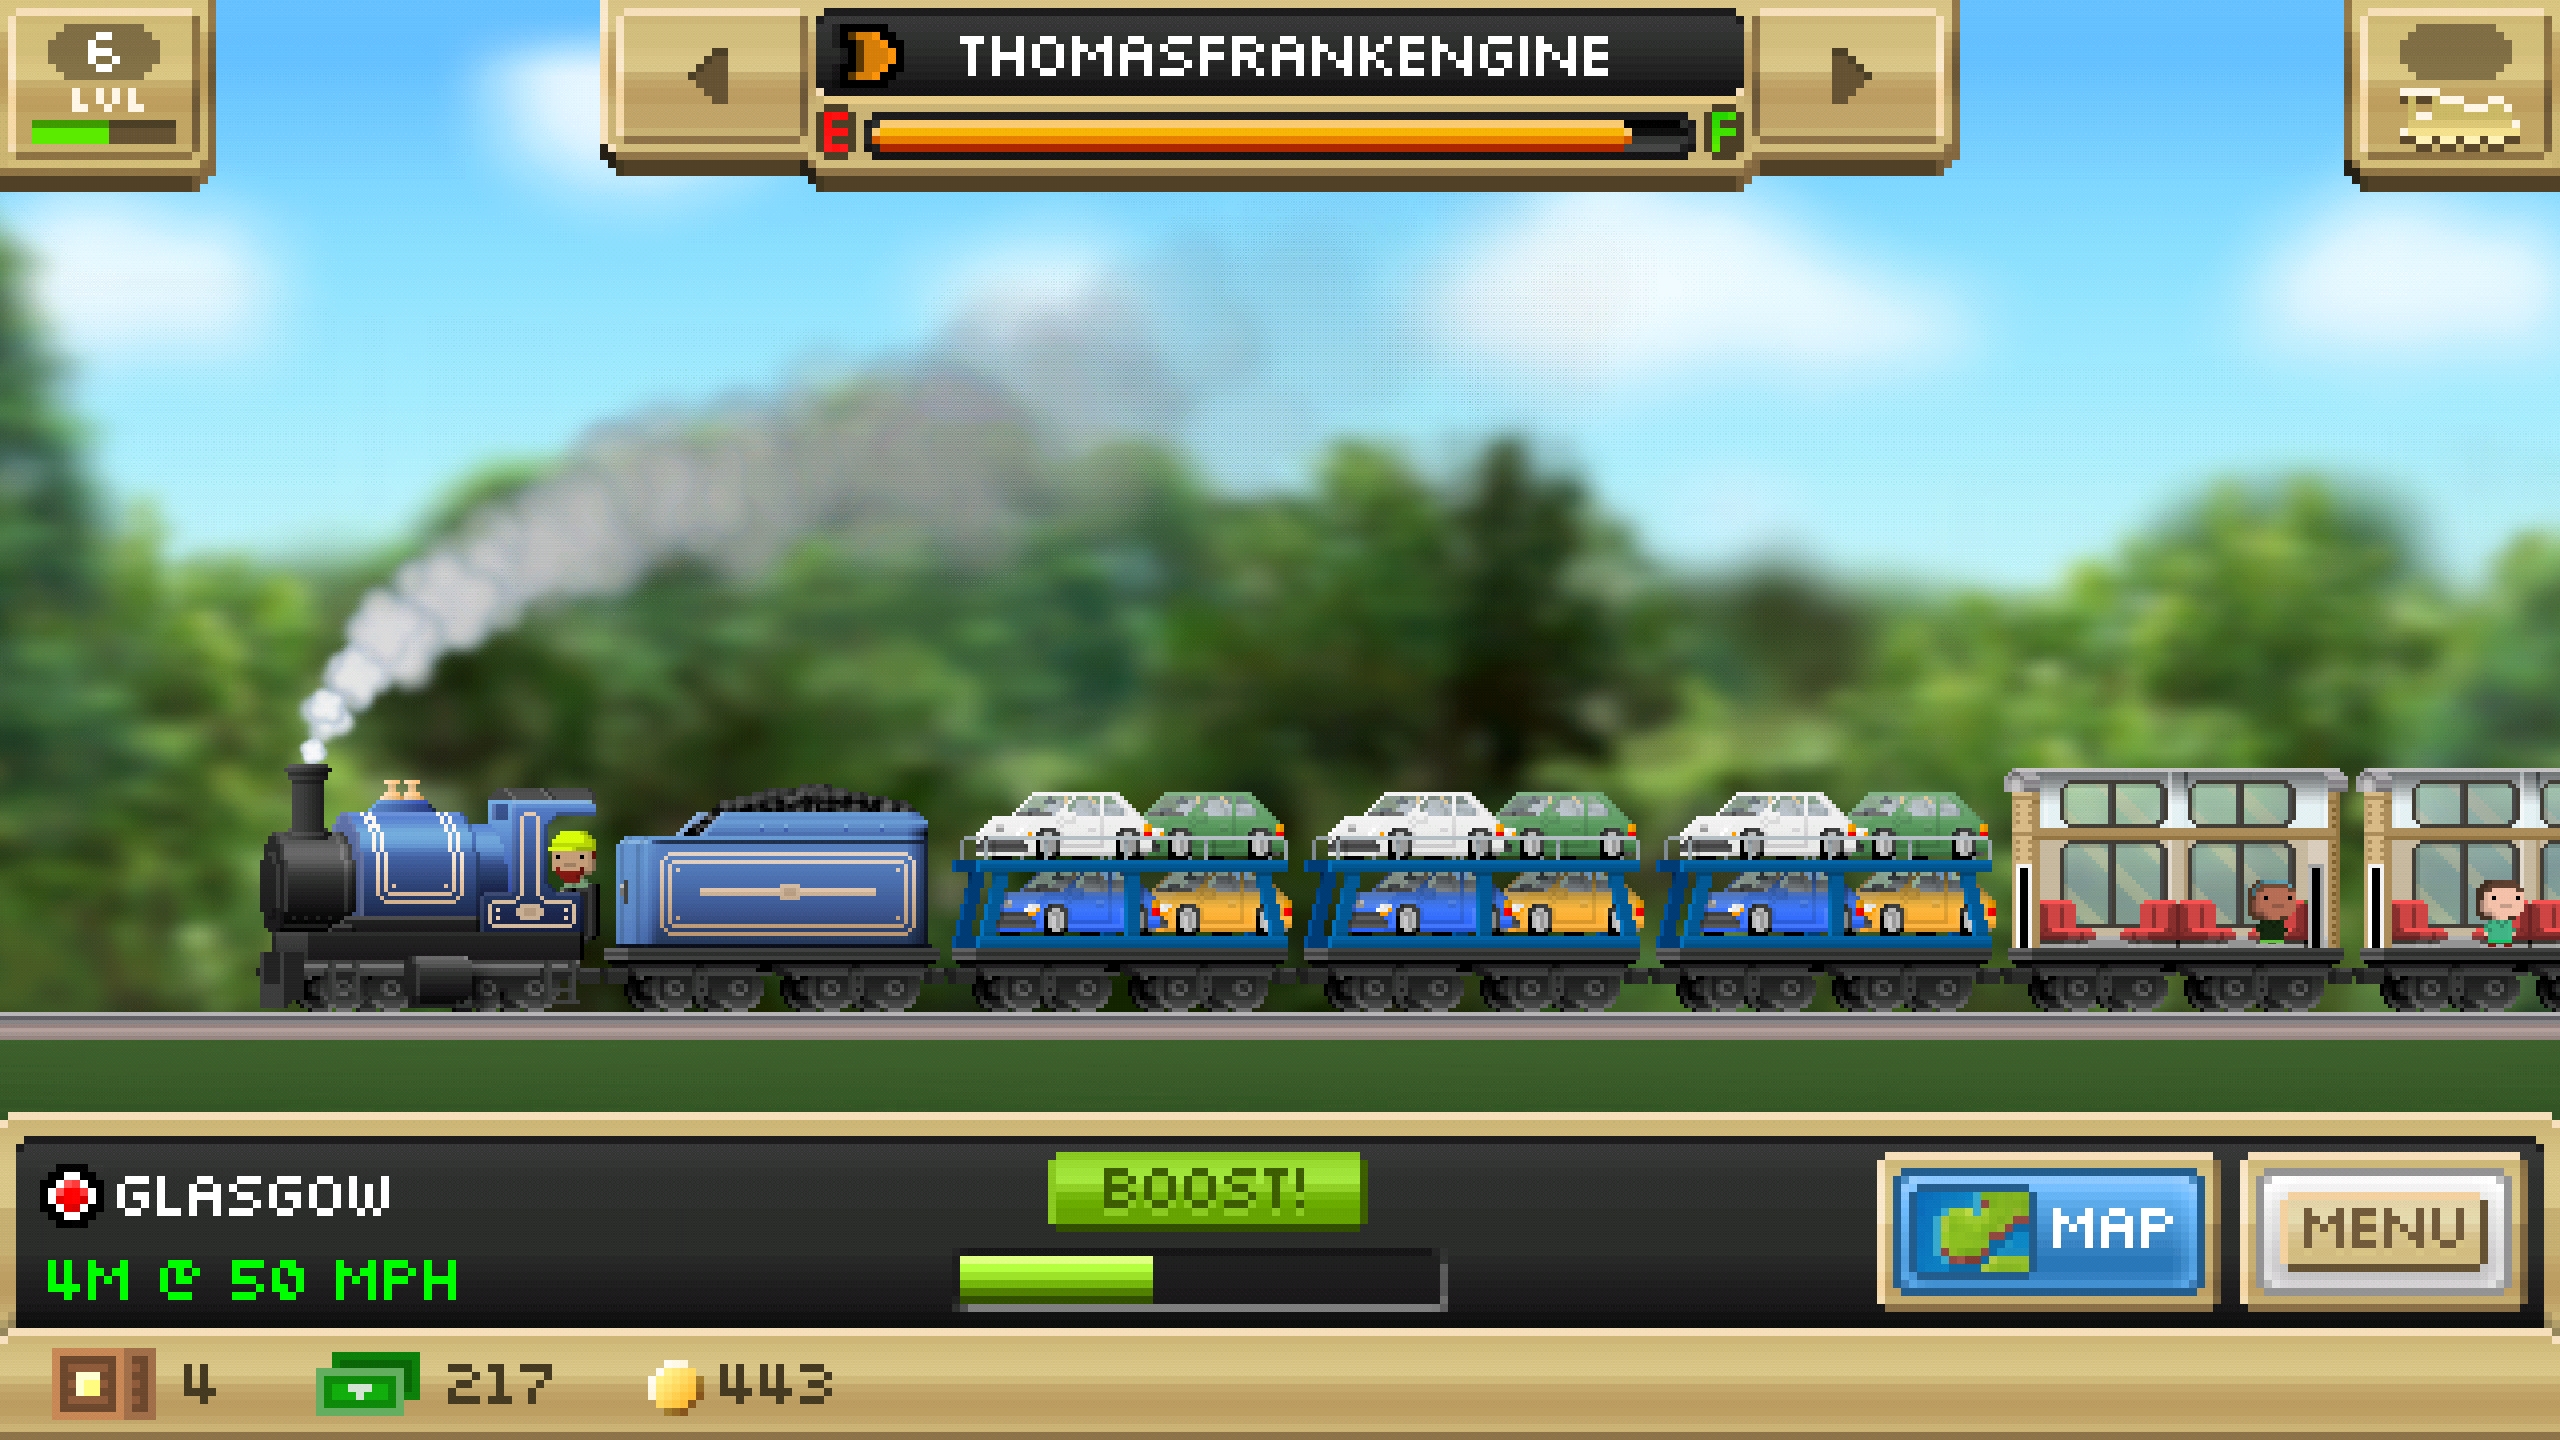 6
LVL
THOMASFRANKENGINE
E F
GLASGOW
4M @ 50 MPH
BOOST!
MAP
MENU
4 217 443